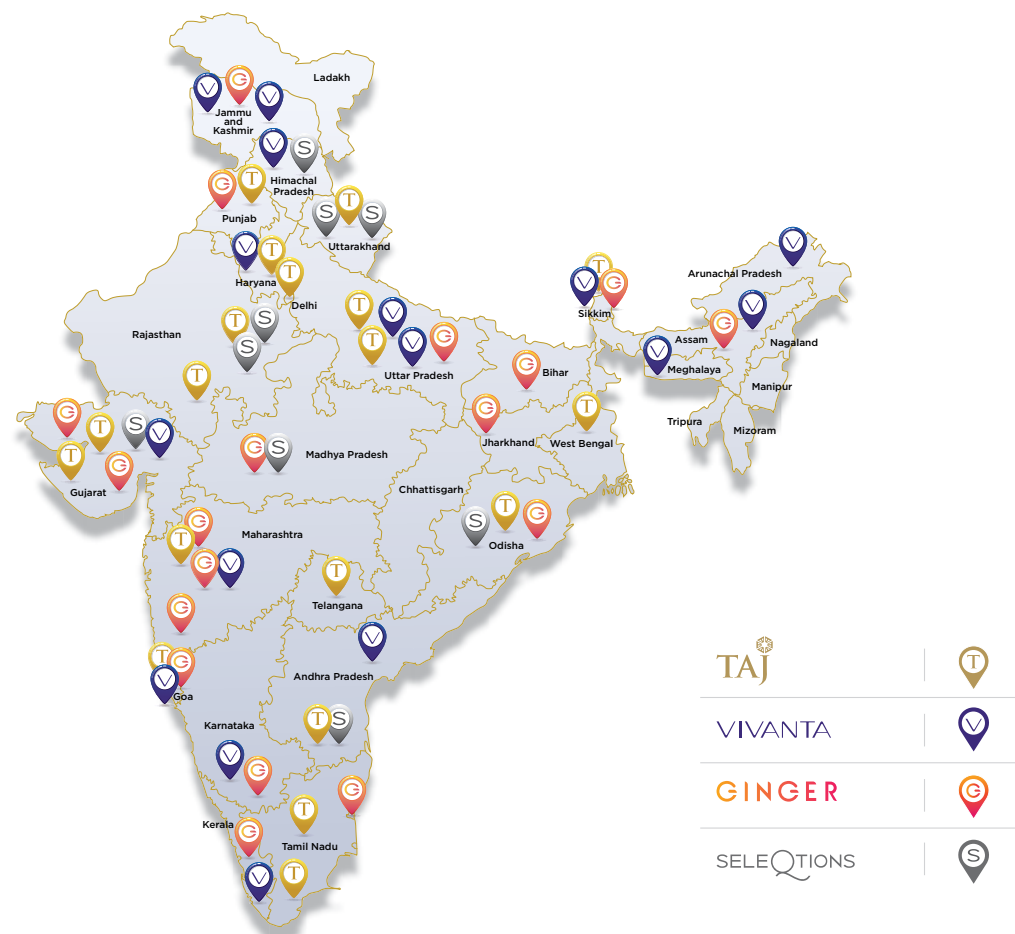 Ladakh
V
G
V
Jammu
and
Kashmir
V
S
Himachal
Pradesh
G
T
Punjab
S
T
S
Uttarakhand
V
T
Haryana
T
Delhi
V
Arunachal Pradesh
T
V
G
Sikkim
Rajasthan
T
S
S
T
V
T
V
G
Uttar Pradesh
V
G
Assam
Nagaland
V
Meghalaya
Manipur
Tripura
Mizoram
G
Bihar
T
G
Jharkhand
T
West Bengal
G
T
S
V
T
G
Gujarat
G
S
Madhya Pradesh
Chhattisgarh
S
T
G
Odisha
G
Maharashtra
T
G
V
T
Telangana
G
V
Andhra Pradesh
T
G
V
Goa
Karnataka
T
S
V
G
G
T
Kerala
G
Tamil Nadu
V
T
TAJ
T
VIVANTA
V
GINGER
G
SELEQTIONS
S